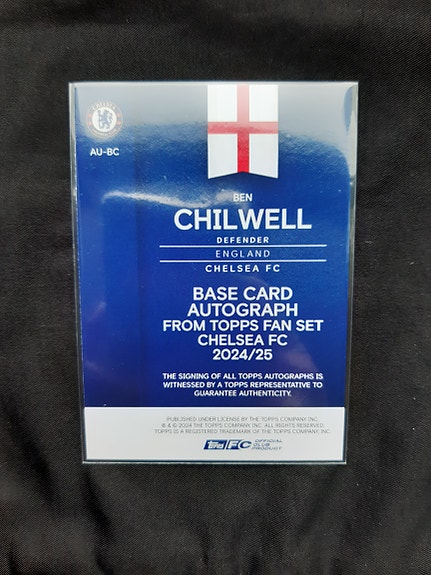 CHELSEA
AU-BC
BEN
CHILWELL
DEFENDER
ENGLAND
CHELSEA FC
BASE CARD
AUTOGRAPH
FROM TOPPS FAN SET
CHELSEA FC
2024/25
THE SIGNING OF ALL TOPPS AUTOGRAPHS IS
WITNESSED BY A TOPPS REPRESENTATIVE TO
GUARANTEE AUTHENTICITY.
PUBLISHED UNDER LICENSE BY THE TOPPS COMPANY INC.
® & © 2024 THE TOPPS COMPANY INC. ALL RIGHTS RESERVED.
TOPPS IS A REGISTERED TRADEMARK OF THE TOPPS COMPANY, INC.
topps FC OFFICIAL
CLUB
PRODUCT